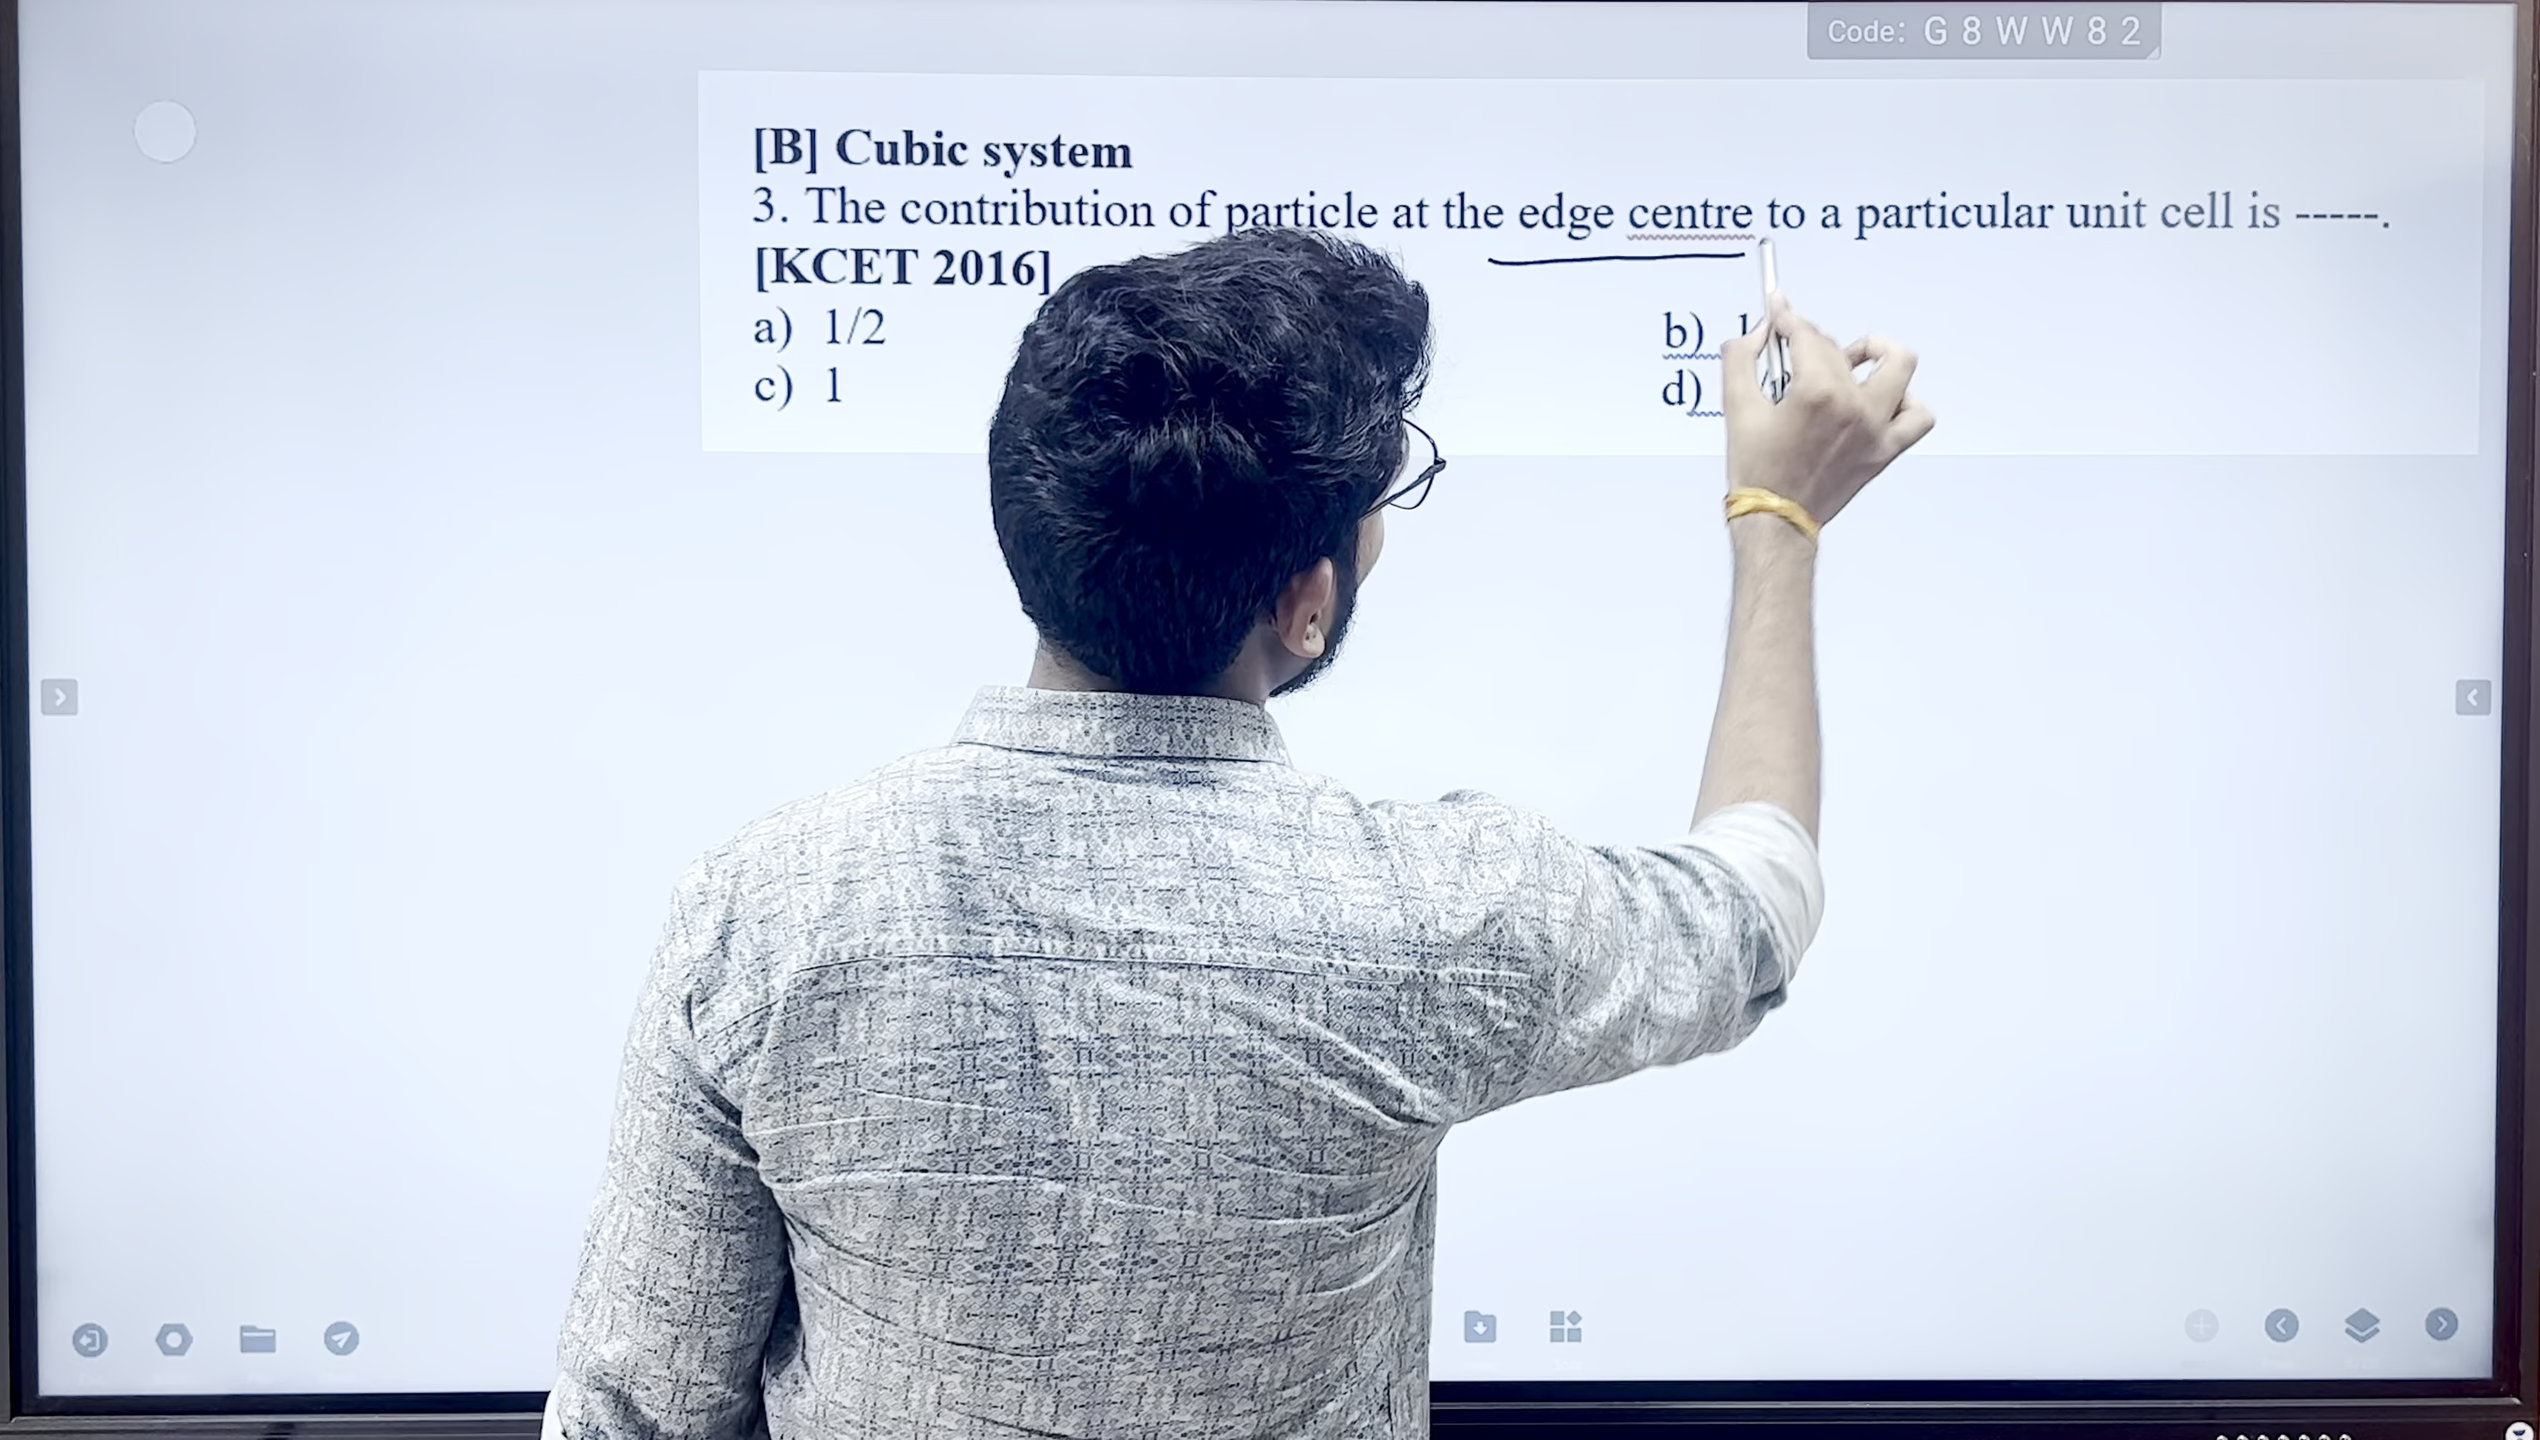 Code: G 8 W W 8 2
[B] Cubic system
3. The contribution of particle at the edge centre to a particular unit cell is -----.
[KCET 2016]
a) 1/2
b)
c) 1
d)